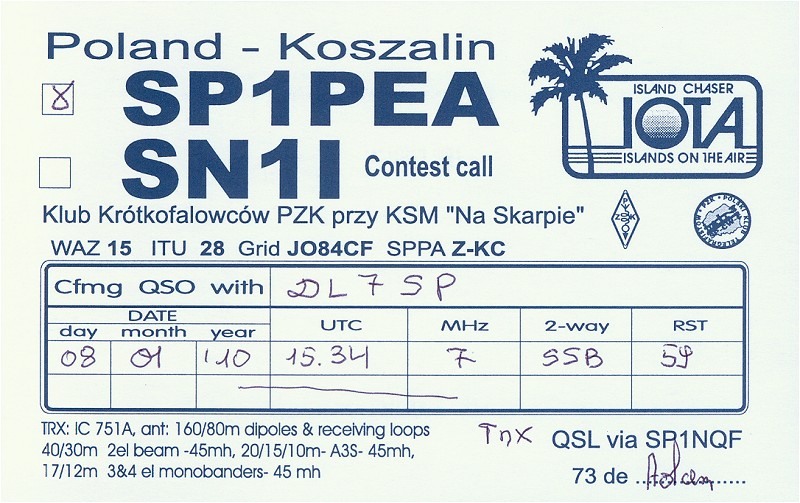 Poland - Koszalin
SP1PEA
SN1I Contest call
ISLAND CHASER
IOTA
ISLANDS ON THE AIR
Klub Krótkofalowców PZK przy KSM "Na Skarpie"
PZK
WAZ 15 ITU 28 Grid JO84CF SPPA Z-KC
Cfmg QSO with DL7SP
DATE
day month year UTC MHz 2-way RST
08 01 '10 15.34 7 SSB 59
TRX: IC 751A, ant: 160/80m dipoles & receiving loops
40/30m 2el beam -45mh, 20/15/10m- A3S- 45mh,
17/12m 3&4 el monobanders- 45 mh
Tnx QSL via SP1NQF
73 de